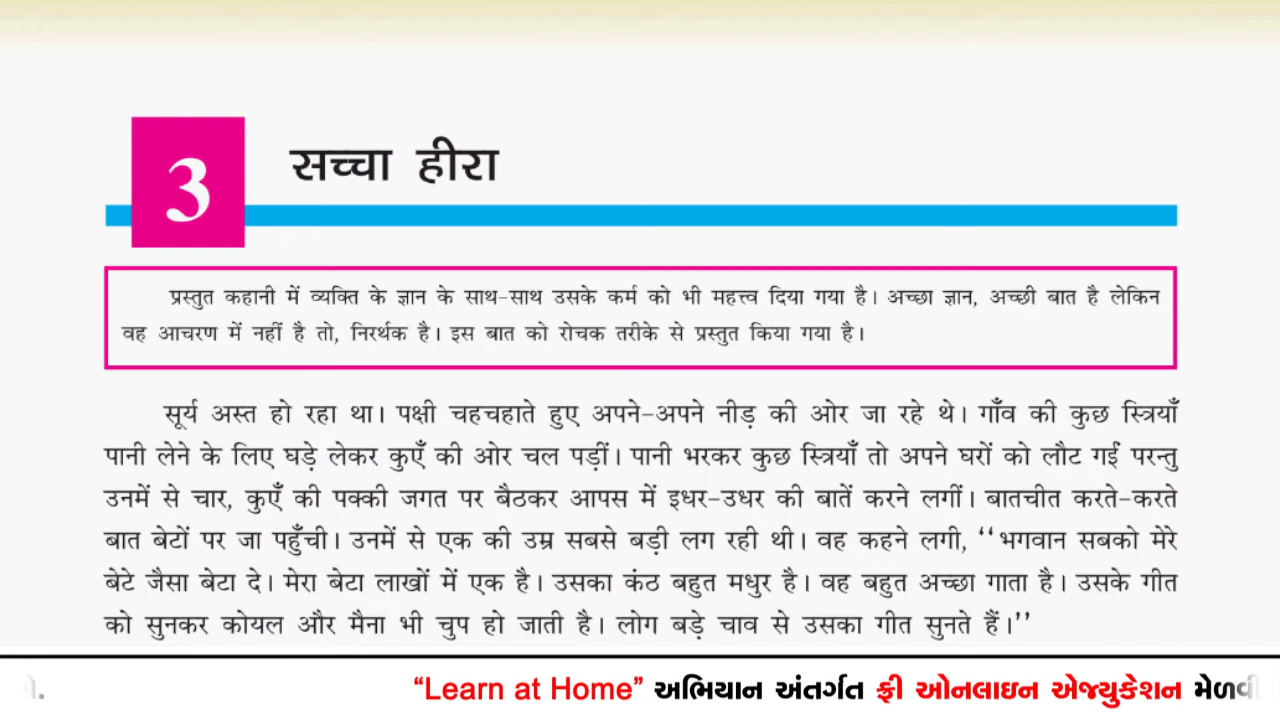 3
सच्चा हीरा
प्रस्तुत कहानी में व्यक्ति के ज्ञान के साथ-साथ उसके कर्म को भी महत्त्व दिया गया है। अच्छा ज्ञान, अच्छी बात है लेकिन
वह आचरण में नहीं है तो, निरर्थक है। इस बात को रोचक तरीके से प्रस्तुत किया गया है।
सूर्य अस्त हो रहा था। पक्षी चहचहाते हुए अपने-अपने नीड़ की ओर जा रहे थे। गाँव की कुछ स्त्रियाँ
पानी लेने के लिए घड़े लेकर कुएँ की ओर चल पड़ीं। पानी भरकर कुछ स्त्रियाँ तो अपने घरों को लौट गईं परन्तु
उनमें से चार, कुएँ की पक्की जगत पर बैठकर आपस में इधर-उधर की बातें करने लगीं। बातचीत करते-करते
बात बेटों पर जा पहुँची। उनमें से एक की उम्र सबसे बड़ी लग रही थी। वह कहने लगी, ‘‘भगवान सबको मेरे
बेटे जैसा बेटा दे। मेरा बेटा लाखों में एक है। उसका कंठ बहुत मधुर है। वह बहुत अच्छा गाता है। उसके गीत
को सुनकर कोयल और मैना भी चुप हो जाती है। लोग बड़े चाव से उसका गीत सुनते हैं।’’
“Learn at Home” અભિયાન અંતર્ગત ફ્રી ઓનલાઇન એજ્યુકેશન મેળવી